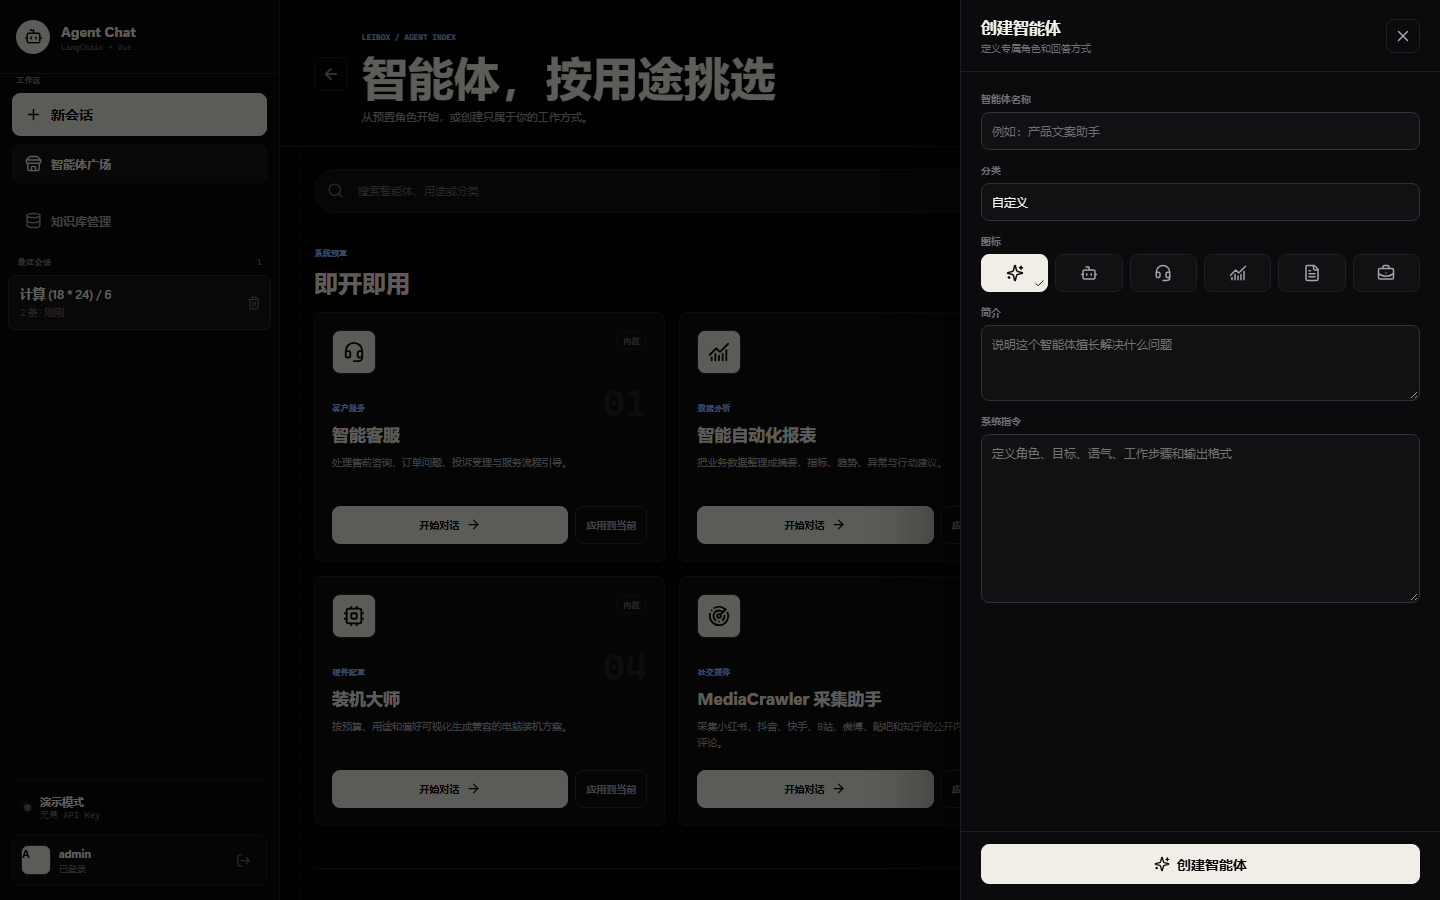 Agent Chat
LangChain + Vue
工作区
新会话
智能体广场
知识库管理
最近会话 1
计算 (18 * 24) / 6
2 条 · 刚刚
演示模式
无需 API Key
A
admin
已登录
LEIBOX / AGENT INDEX
智能体，按用途挑选
从预置角色开始，或创建只属于你的工作方式。
搜索智能体、用途或分类
系统预置
即开即用
内置
01
客户服务
智能客服
处理售前咨询、订单问题、投诉受理与服务流程引导。
开始对话
应用到当前
数据分析
智能自动化报表
把业务数据整理成摘要、指标、趋势、异常与行动建议。
开始对话
应
内置
04
硬件配置
装机大师
按预算、用途和偏好可视化生成兼容的电脑装机方案。
开始对话
应用到当前
社交媒体
MediaCrawler 采集助手
采集小红书、抖音、快手、B站、微博、贴吧和知乎的公开内
评论。
开始对话
应
创建智能体
定义专属角色和回答方式
智能体名称
例如：产品文案助手
分类
自定义
图标
简介
说明这个智能体擅长解决什么问题
系统指令
定义角色、目标、语气、工作步骤和输出格式
创建智能体